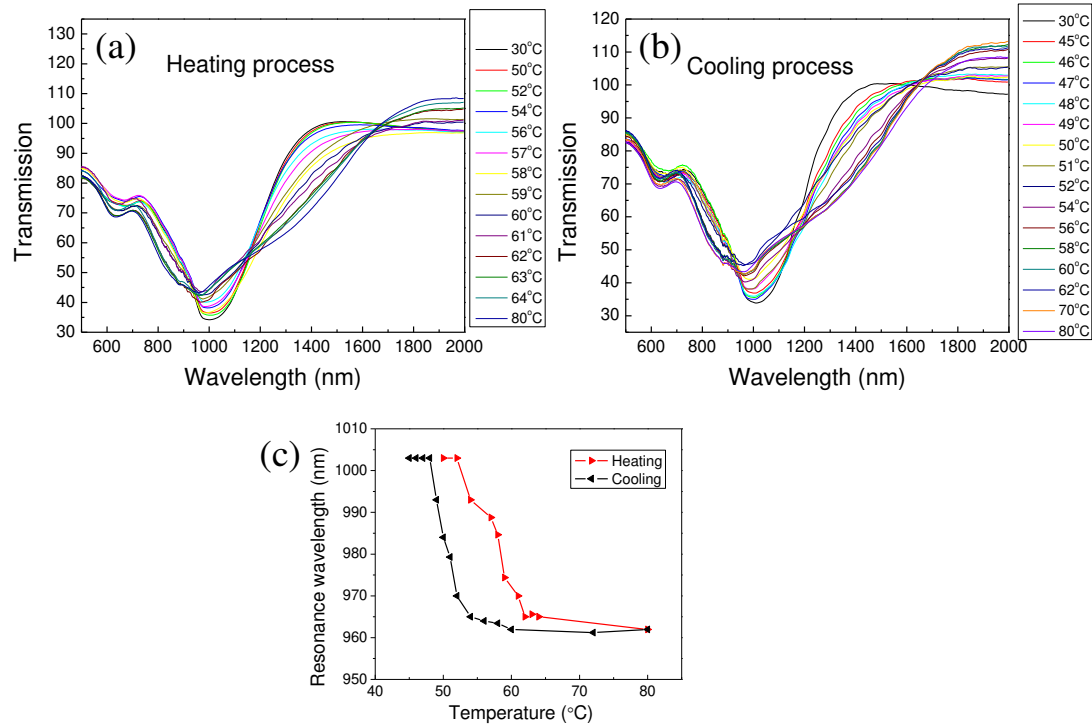 (a)
Heating process
Transmission
130
120
110
100
90
80
70
60
50
40
30
600 800 1000 1200 1400 1600 1800 2000
Wavelength (nm)
30°C
50°C
52°C
54°C
56°C
57°C
58°C
59°C
60°C
61°C
62°C
63°C
64°C
80°C
(b)
Cooling process
Transmission
120
110
100
90
80
70
60
50
40
30
600 800 1000 1200 1400 1600 1800 2000
Wavelength (nm)
30°C
45°C
46°C
47°C
48°C
49°C
50°C
51°C
52°C
54°C
56°C
58°C
60°C
62°C
70°C
80°C
(c)
Resonance wavelength (nm)
1010
1000
990
980
970
960
950
Heating
Cooling
40 50 60 70 80
Temperature (°C)